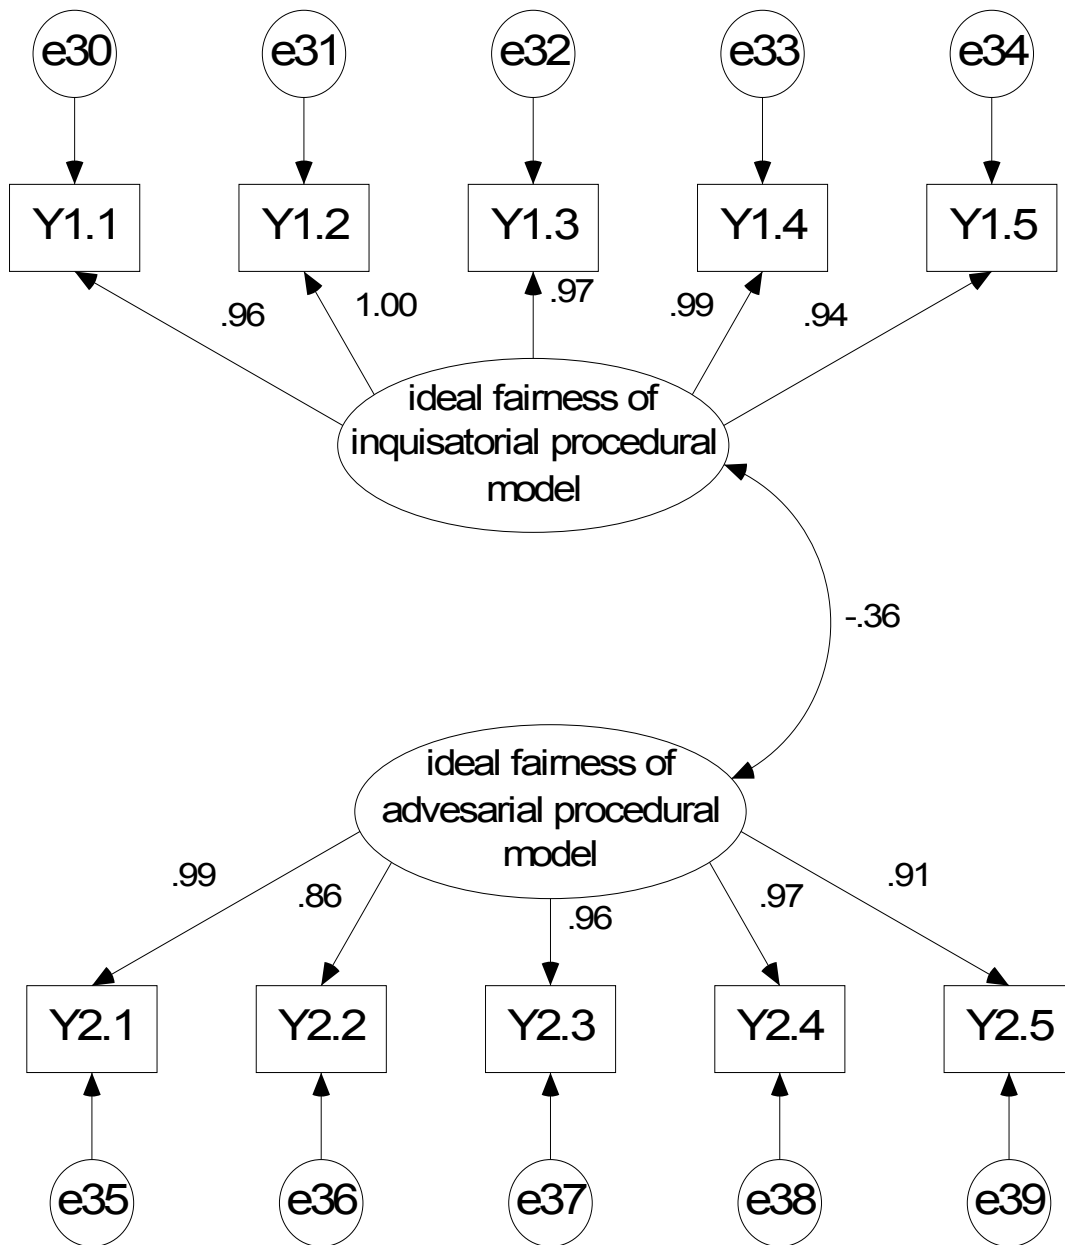 e30 e31 e32 e33 e34
Y1.1 Y1.2 Y1.3 Y1.4 Y1.5
.96 1.00 .97 .99 .94
ideal fairness of
inquisatorial procedural
model
-.36
ideal fairness of
advesarial procedural
model
.99 .86 .96 .97 .91
Y2.1 Y2.2 Y2.3 Y2.4 Y2.5
e35 e36 e37 e38 e39